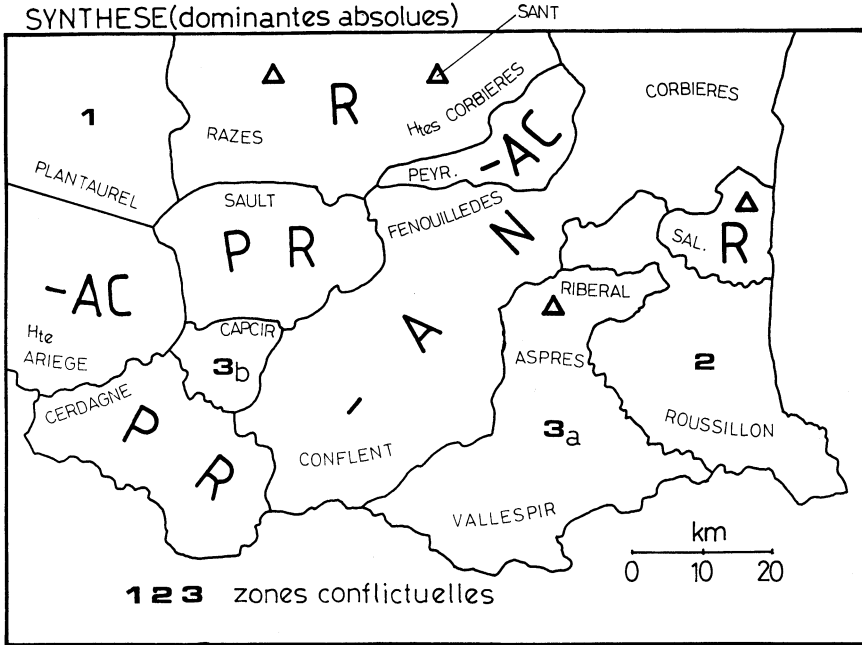 SYNTHESE(dominantes absolues)
SANT
1
R
CORBIERES
RAZES
Htes CORBIERES
-AC
PEYR.
PLANTAUREL
SAULT
FENOUILLEDES
N
P R
SAL.
R
-AC
RIBERAL
Hte
ARIEGE
CAPCIR
A
3b
ASPRES
2
CERDAGNE
P
-
ROUSSILLON
3a
R
CONFLENT
VALLESPIR
km
0 10 20
1 2 3 zones conflictuelles